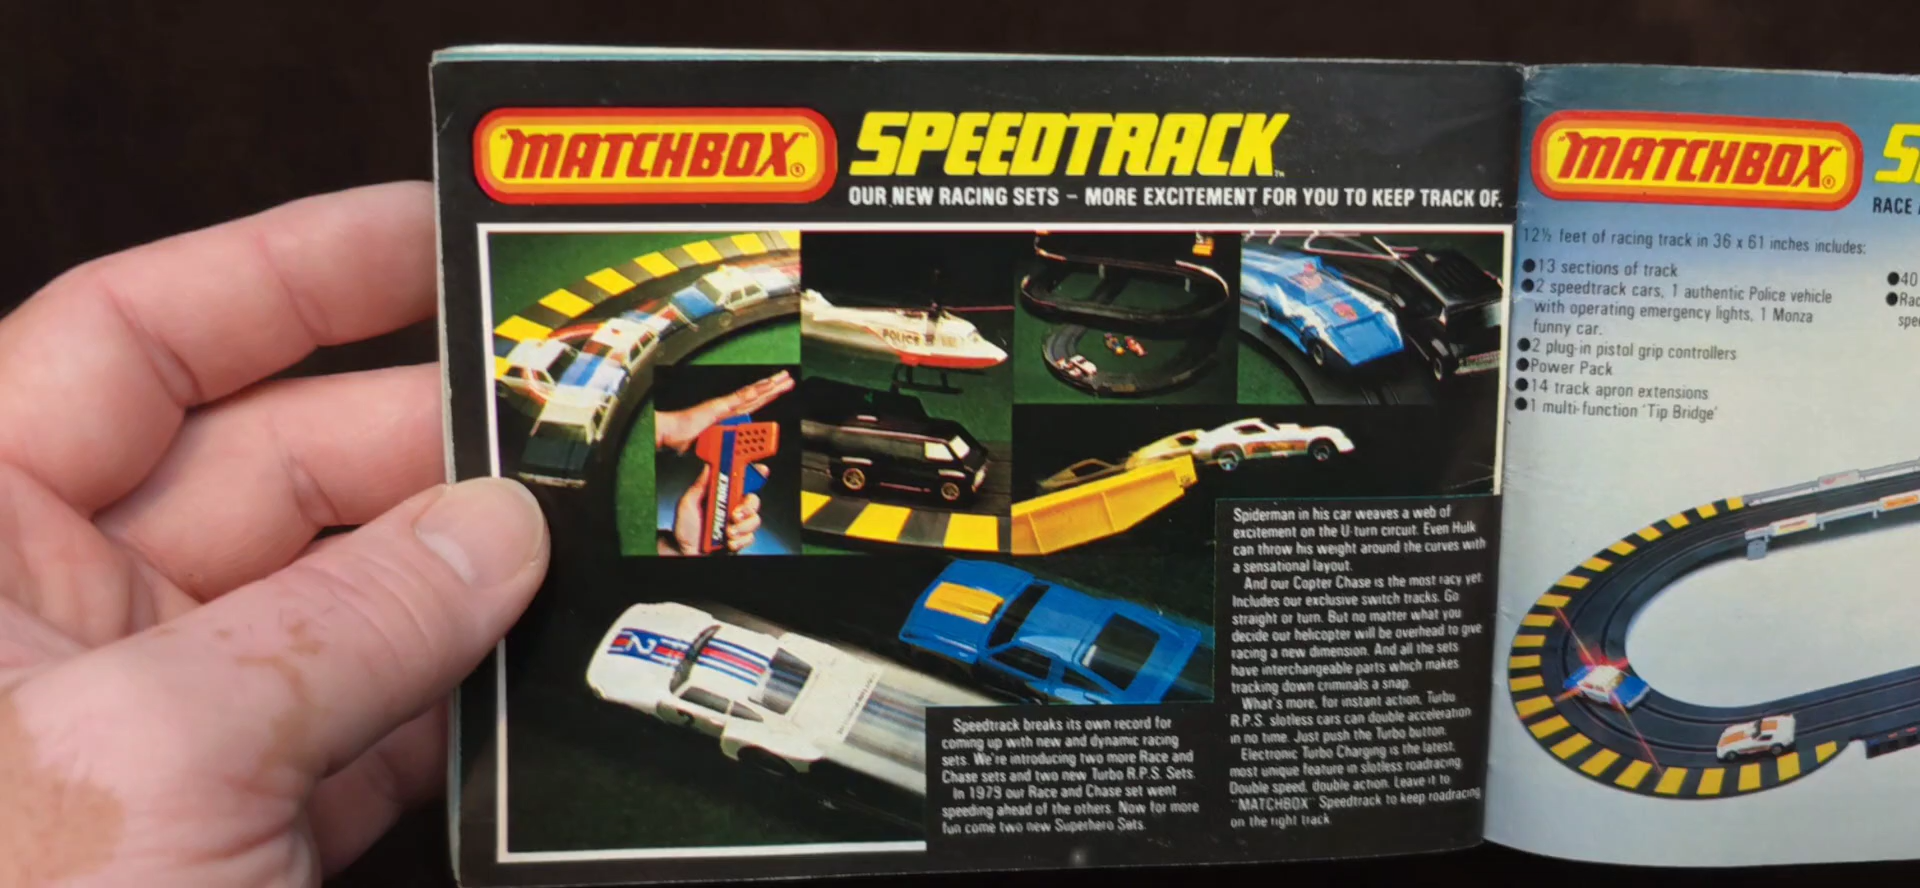 "MATCHBOX"®
SPEEDTRACK™
OUR NEW RACING SETS – MORE EXCITEMENT FOR YOU TO KEEP TRACK OF.
POLICE
SPEEDTRACK
2
Speedtrack breaks its own record for
coming up with new and dynamic racing
sets. We're introducing two more Race and
Chase sets and two new Turbo R.P.S. Sets.
In 1979 our Race and Chase set went
speeding ahead of the others. Now for more
fun come two new Superhero Sets.
Spiderman in his car weaves a web of
excitement on the U-turn circuit. Even Hulk
can throw his weight around the curves with
a sensational layout.
And our Copter Chase is the most racy yet.
Includes our exclusive switch tracks. Go
straight or turn. But no matter what you
decide our helicopter will be overhead to give
racing a new dimension. And all the sets
have interchangeable parts which makes
tracking down criminals a snap.
What's more, for instant action, Turbo
R.P.S. slotless cars can double acceleration
in no time. Just push the Turbo button.
Electronic Turbo Charging is the latest,
most unique feature in slotless roadracing.
Double speed, double action. Leave it to
"MATCHBOX" Speedtrack to keep roadracing
on the right track.
"MATCHBOX"®
RACE
12½ feet of racing track in 36 x 61 inches includes:
●13 sections of track
●2 speedtrack cars, 1 authentic Police vehicle
with operating emergency lights, 1 Monza
funny car.
●2 plug-in pistol grip controllers
●Power Pack
●14 track apron extensions
●1 multi-function 'Tip Bridge'
●40